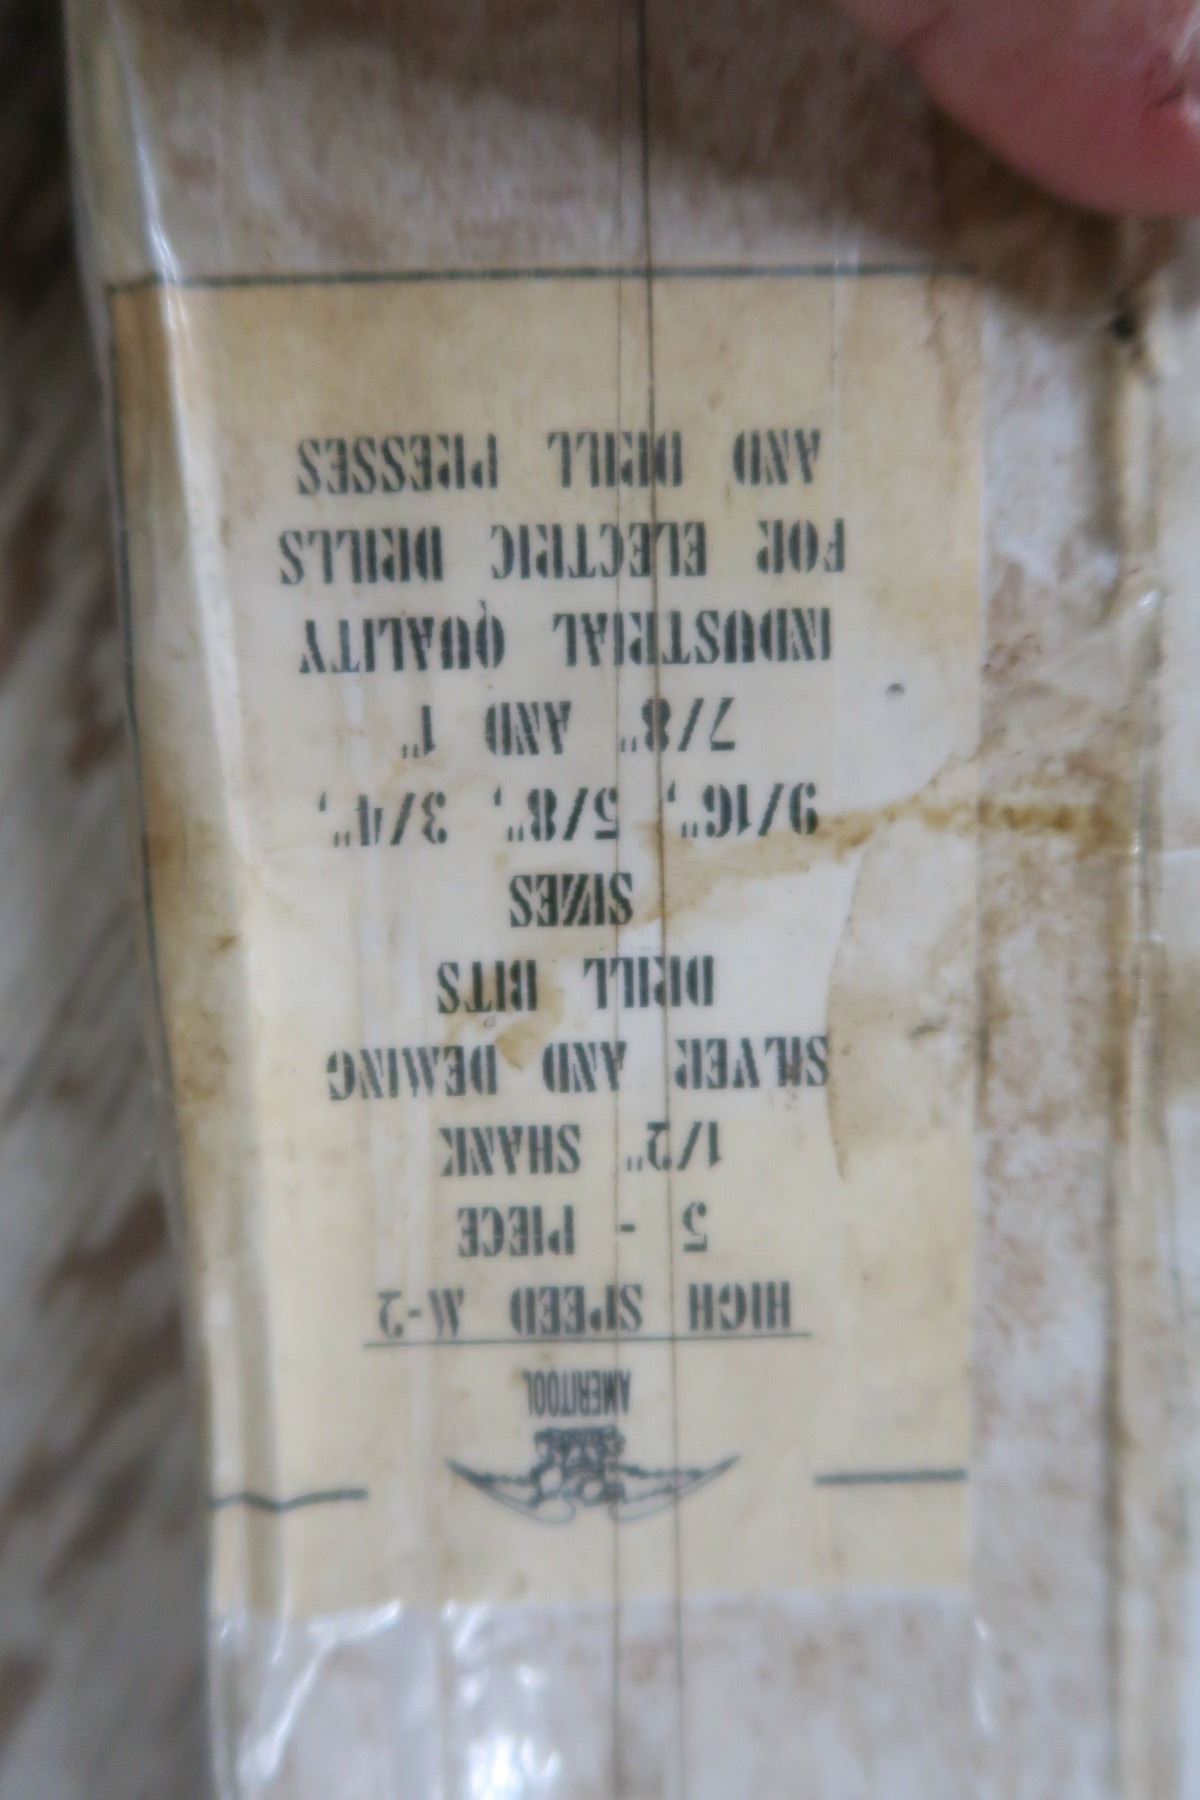 AMERITOOL
HIGH SPEED M-2
5 - PIECE
1/2" SHANK
SILVER AND DEMING
DRILL BITS
SIZES
9/16", 5/8", 3/4",
7/8" AND 1"
INDUSTRIAL QUALITY
FOR ELECTRIC DRILLS
AND DRILL PRESSES